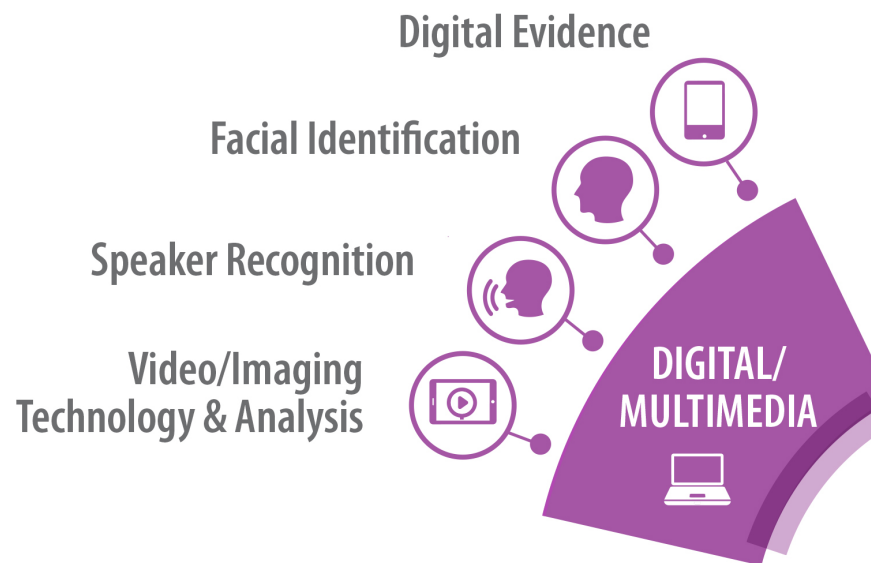 Digital Evidence
Facial Identification
Speaker Recognition
Video/Imaging
Technology & Analysis
DIGITAL/
MULTIMEDIA